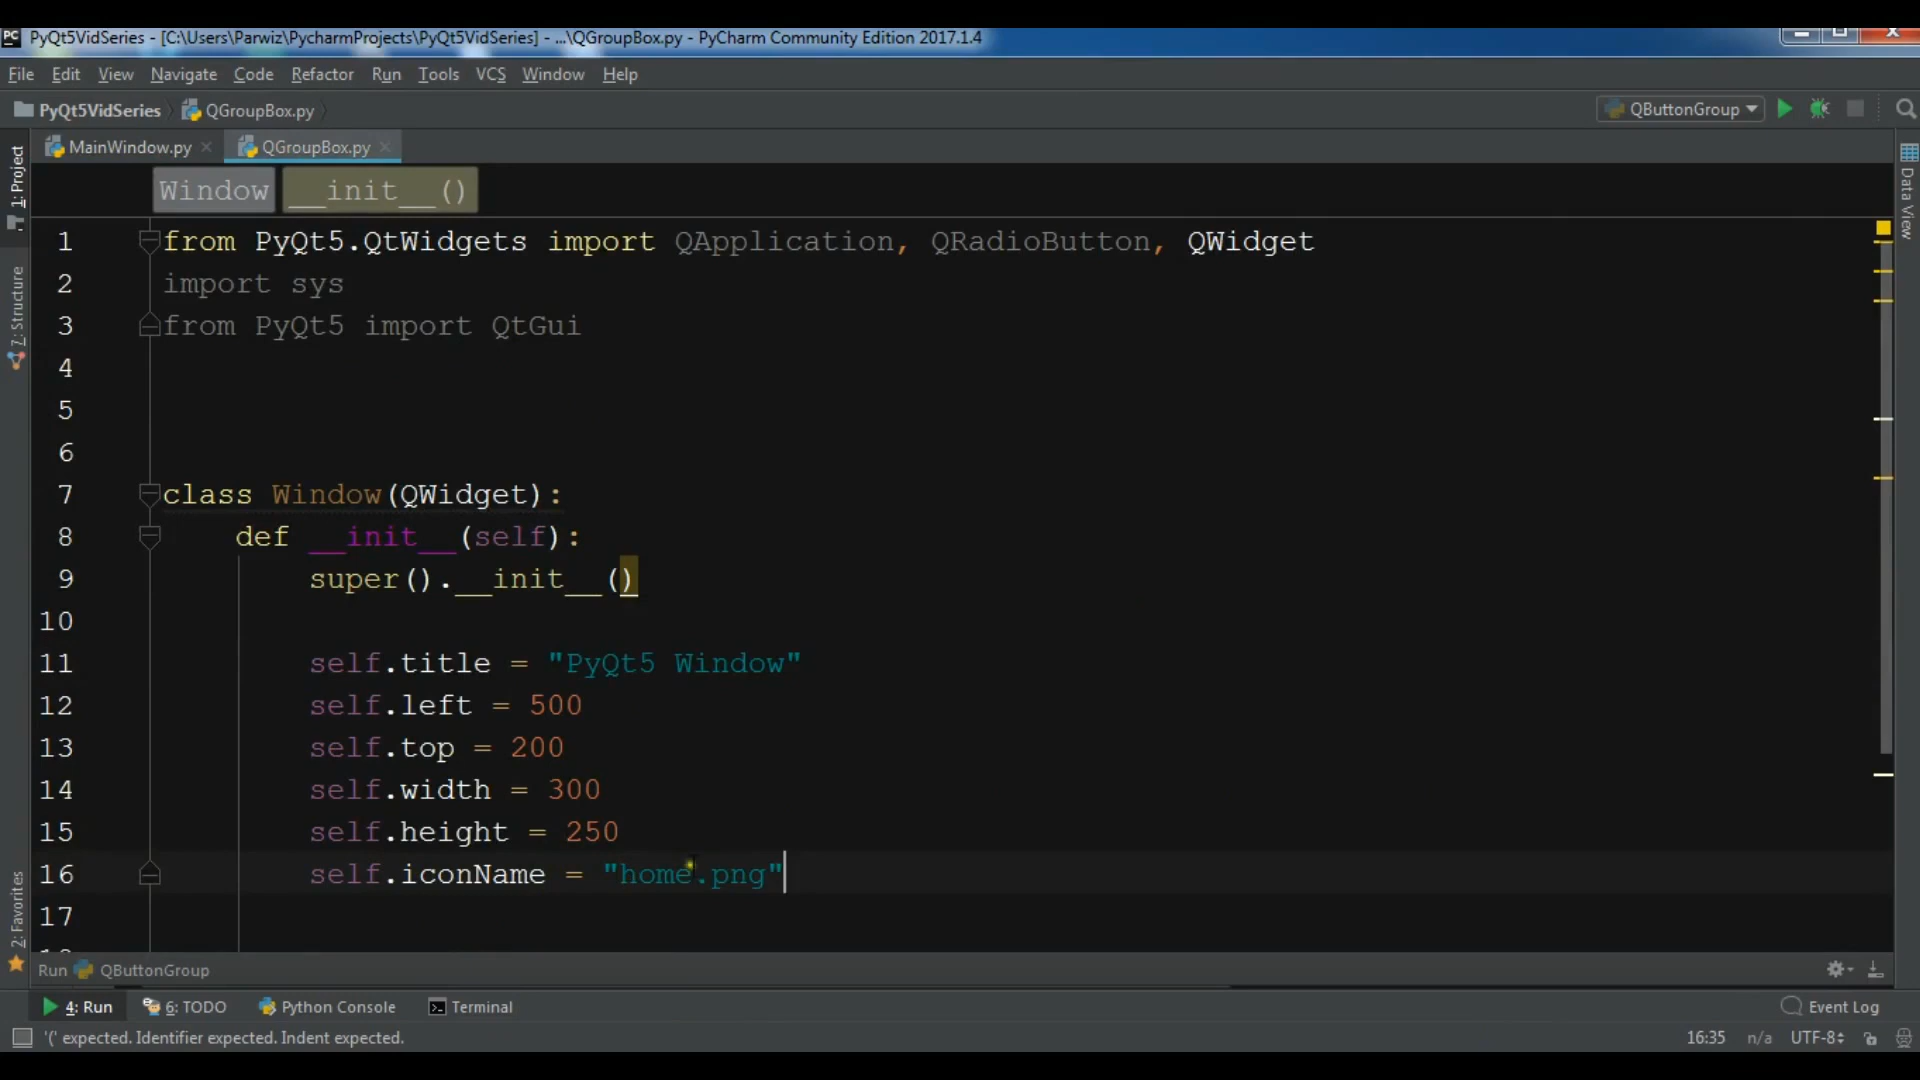 PC PyQt5VidSeries - [C:\Users\Parwiz\PycharmProjects\PyQt5VidSeries] - ...\QGroupBox.py - PyCharm Community Edition 2017.1.4
File Edit View Navigate Code Refactor Run Tools VCS Window Help
PyQt5VidSeries QGroupBox.py QButtonGroup
MainWindow.py QGroupBox.py
1: Project
7: Structure
2: Favorites
Data View
Window __init__()
1 from PyQt5.QtWidgets import QApplication, QRadioButton, QWidget
2 import sys
3 from PyQt5 import QtGui
4
5
6
7 class Window(QWidget):
8 def __init__(self):
9 super().__init__()
10
11 self.title = "PyQt5 Window"
12 self.left = 500
13 self.top = 200
14 self.width = 300
15 self.height = 250
16 self.iconName = "home.png"
17
Run QButtonGroup
4: Run 6: TODO Python Console Terminal Event Log
'(' expected. Identifier expected. Indent expected. 16:35 n/a UTF-8